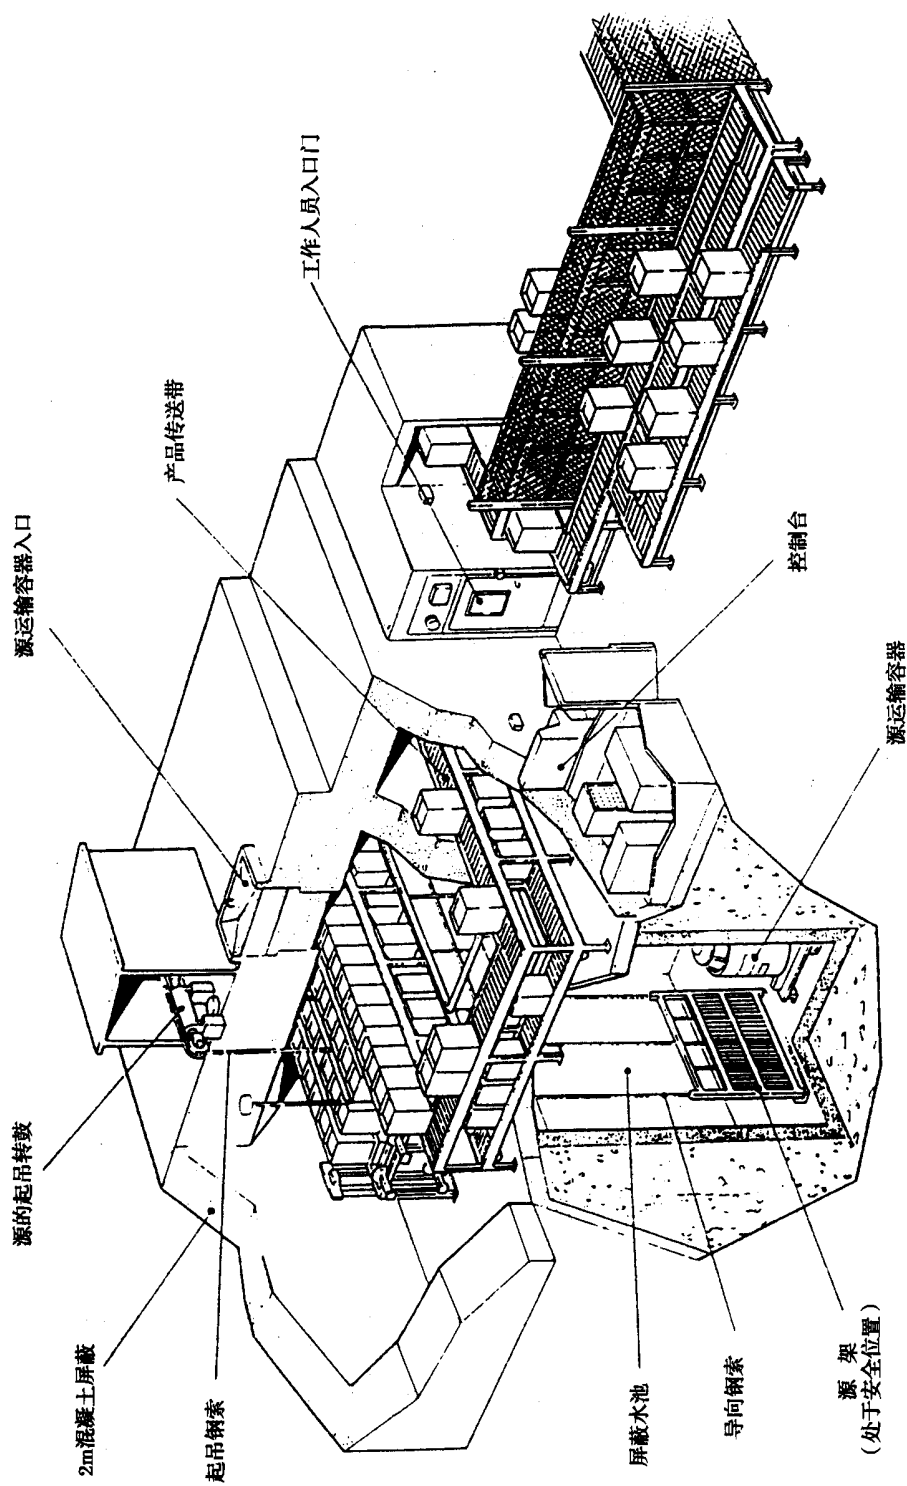 2m混凝土屏蔽
源的起吊转鼓
源运输容器入口
产品传送带
工作人员入口门
起吊钢索
屏蔽水池
导向钢索
源架
(处于安全位置)
源运输容器
控制台